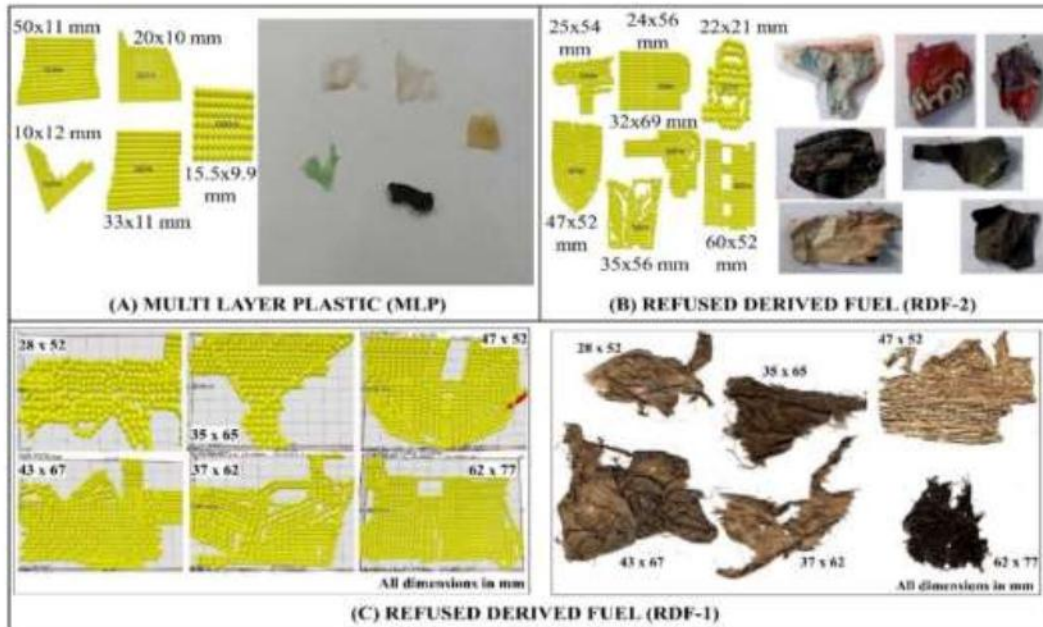 50x11 mm
20x10 mm
10x12 mm
15.5x9.9
mm
33x11 mm
(A) MULTI LAYER PLASTIC (MLP)
25x54
mm
24x56
mm
22x21 mm
32x69 mm
47x52
mm
35x56 mm
60x52
mm
(B) REFUSED DERIVED FUEL (RDF-2)
28 x 52
35 x 65
47 x 52
43 x 67
37 x 62
62 x 77
All dimensions in mm
28 x 52
35 x 65
47 x 52
43 x 67
37 x 62
62 x 77
All dimensions in mm
(C) REFUSED DERIVED FUEL (RDF-1)